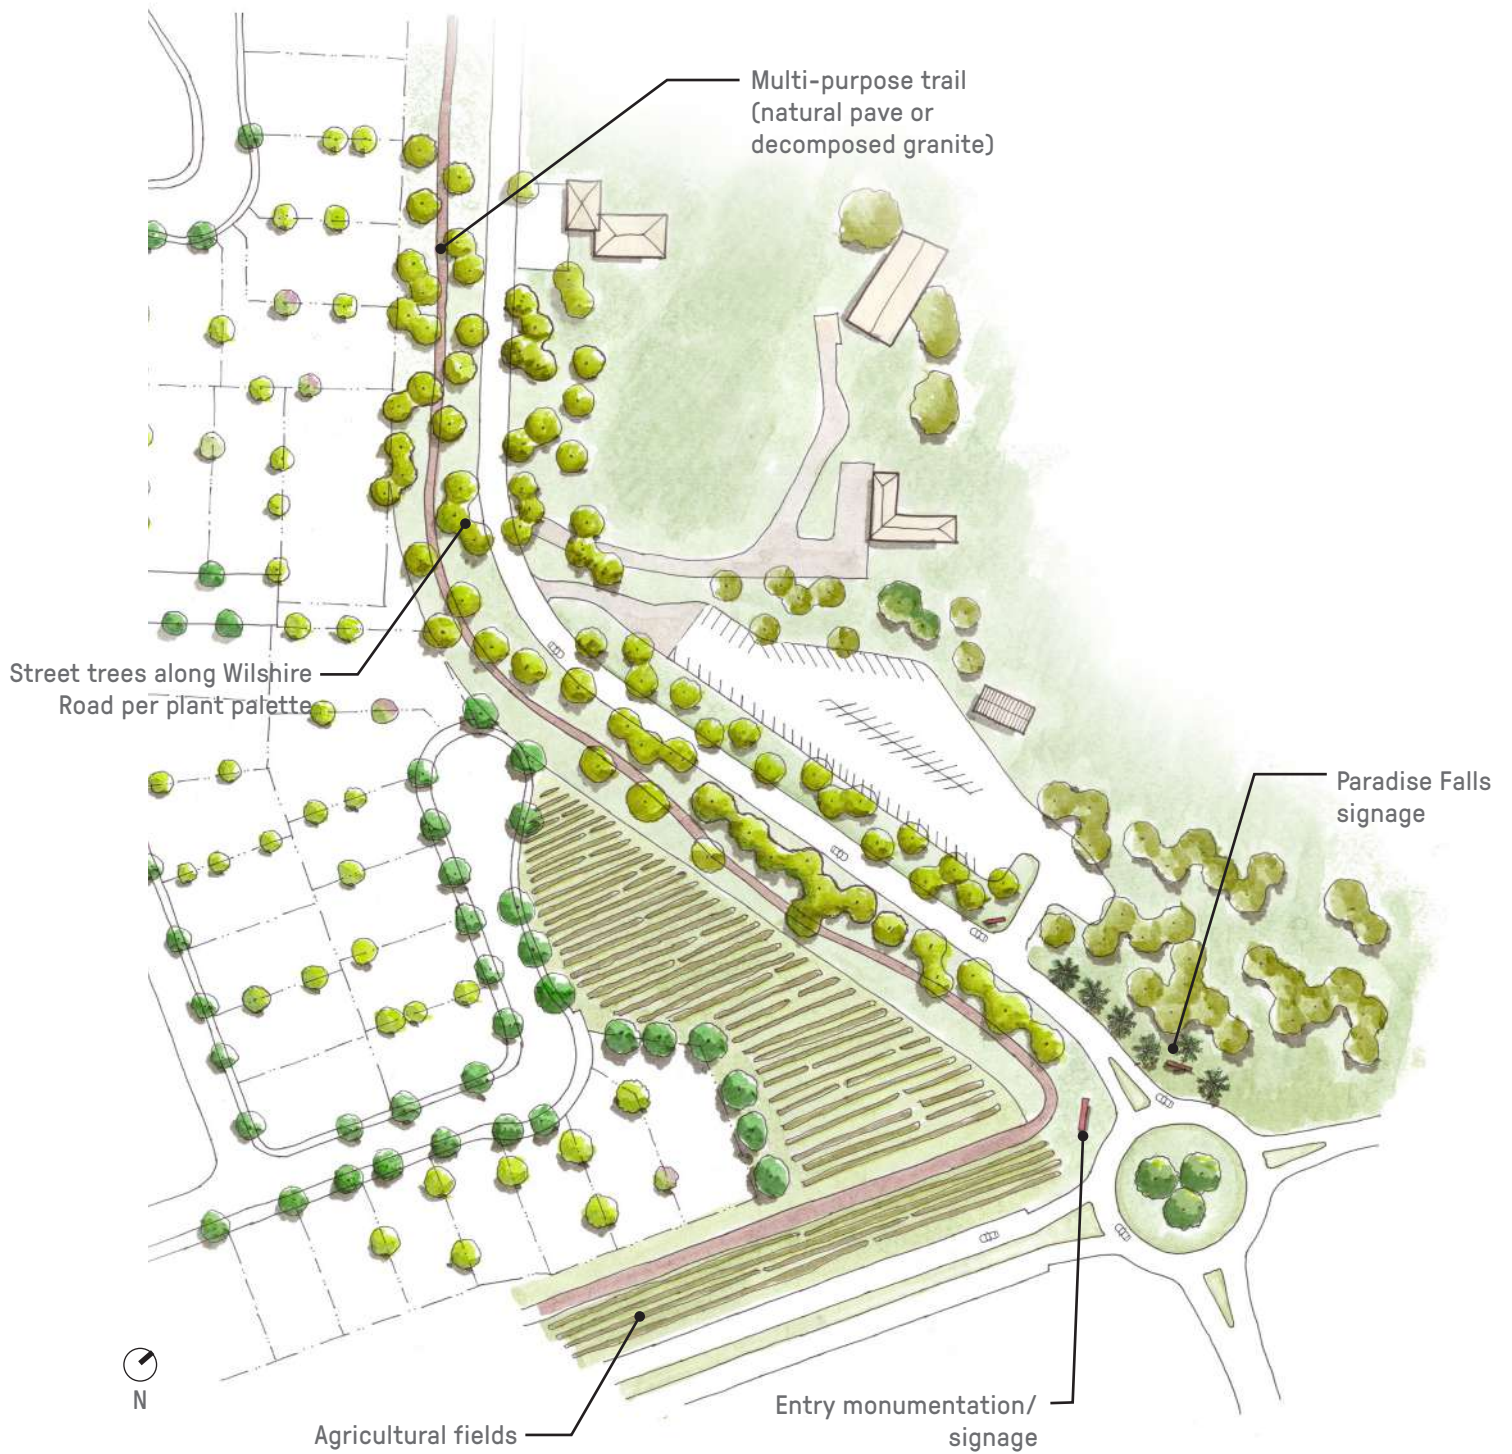 Multi-purpose trail
(natural pave or
decomposed granite)
Street trees along Wilshire
Road per plant palette
Paradise Falls
signage
N
Entry monumentation/
signage
Agricultural fields